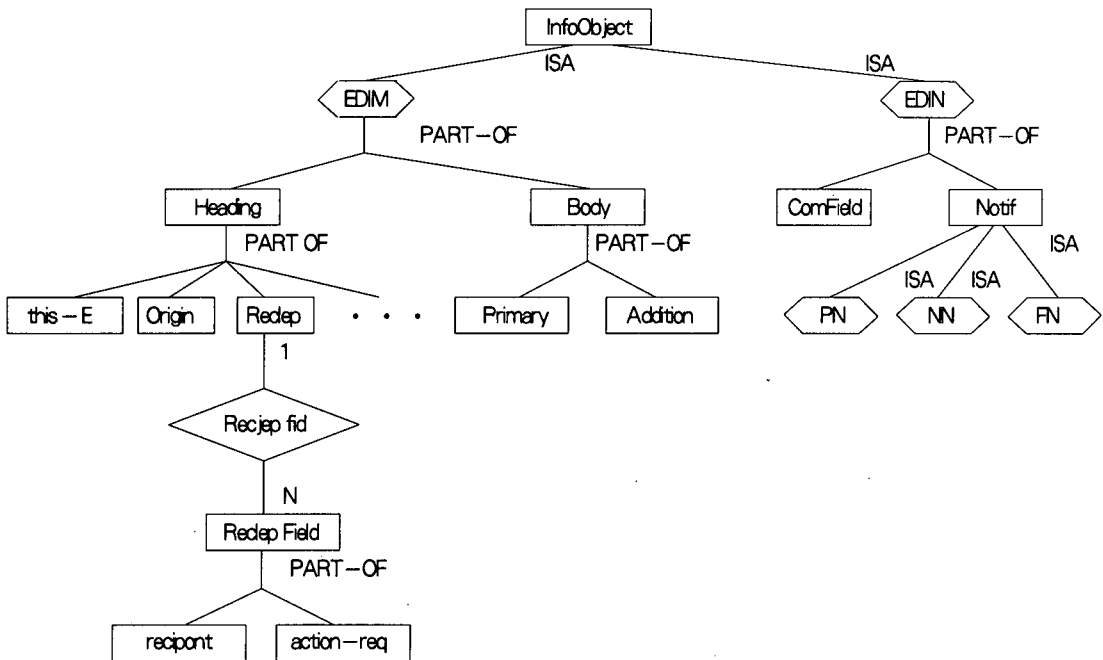 InfoObject
ISA ISA
EDIM EDIN
PART-OF PART-OF
Heading Body ComField Notif
PART OF PART-OF ISA
ISA ISA
this-E Origin Redep . . . Primary Addition PN NN FN
1
Recjep fid
N
Redep Field
PART-OF
recipont action-req